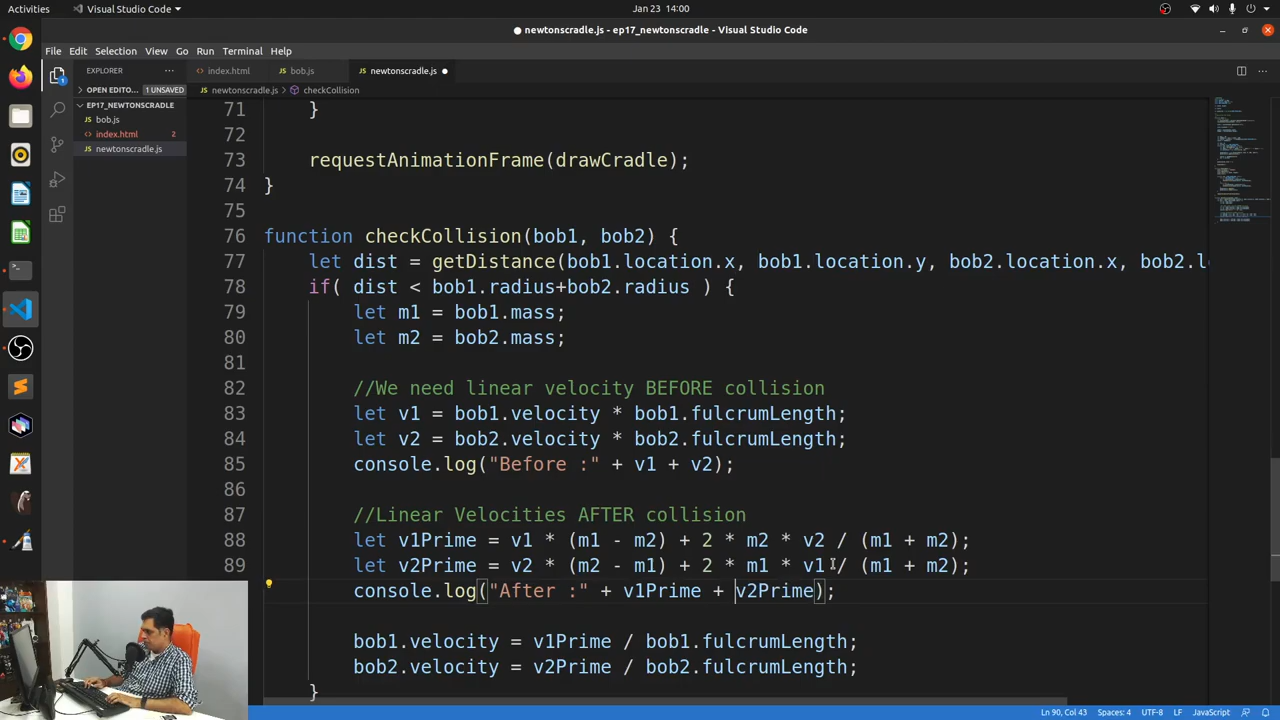 Activities
Visual Studio Code
Jan 23 14:00
newtonscradle.js - ep17_newtonscradle - Visual Studio Code
File Edit Selection View Go Run Terminal Help
EXPLORER
index.html bob.js newtonscradle.js
OPEN EDITO... 1 UNSAVED
newtonscradle.js > checkCollision
EP17_NEWTONSCRADLE
bob.js
index.html 2
newtonscradle.js
71 }
72
73 requestAnimationFrame(drawCradle);
74 }
75
76 function checkCollision(bob1, bob2) {
77 let dist = getDistance(bob1.location.x, bob1.location.y, bob2.location.x, bob2.lo
78 if( dist < bob1.radius+bob2.radius ) {
79 let m1 = bob1.mass;
80 let m2 = bob2.mass;
81
82 //We need linear velocity BEFORE collision
83 let v1 = bob1.velocity * bob1.fulcrumLength;
84 let v2 = bob2.velocity * bob2.fulcrumLength;
85 console.log("Before :" + v1 + v2);
86
87 //Linear Velocities AFTER collision
88 let v1Prime = v1 * (m1 - m2) + 2 * m2 * v2 / (m1 + m2);
89 let v2Prime = v2 * (m2 - m1) + 2 * m1 * v1 / (m1 + m2);
console.log("After :" + v1Prime + v2Prime);
bob1.velocity = v1Prime / bob1.fulcrumLength;
bob2.velocity = v2Prime / bob2.fulcrumLength;
}
Ln 90, Col 43 Spaces: 4 UTF-8 LF JavaScript